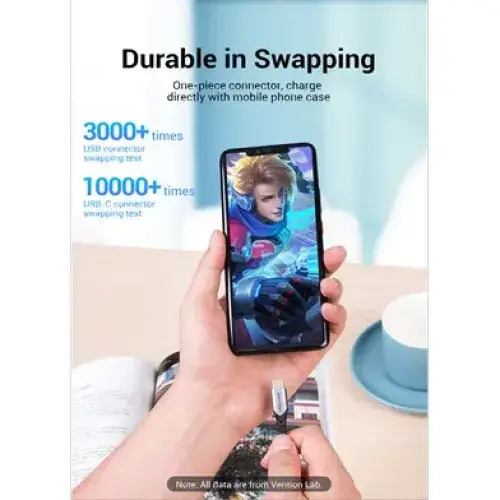 Durable in Swapping
One-piece connector, charge
directly with mobile phone case
3000+ times
USB connector
swapping test
10000+ times
USB-C connector
swapping test
Note: All data are from Vention Lab.